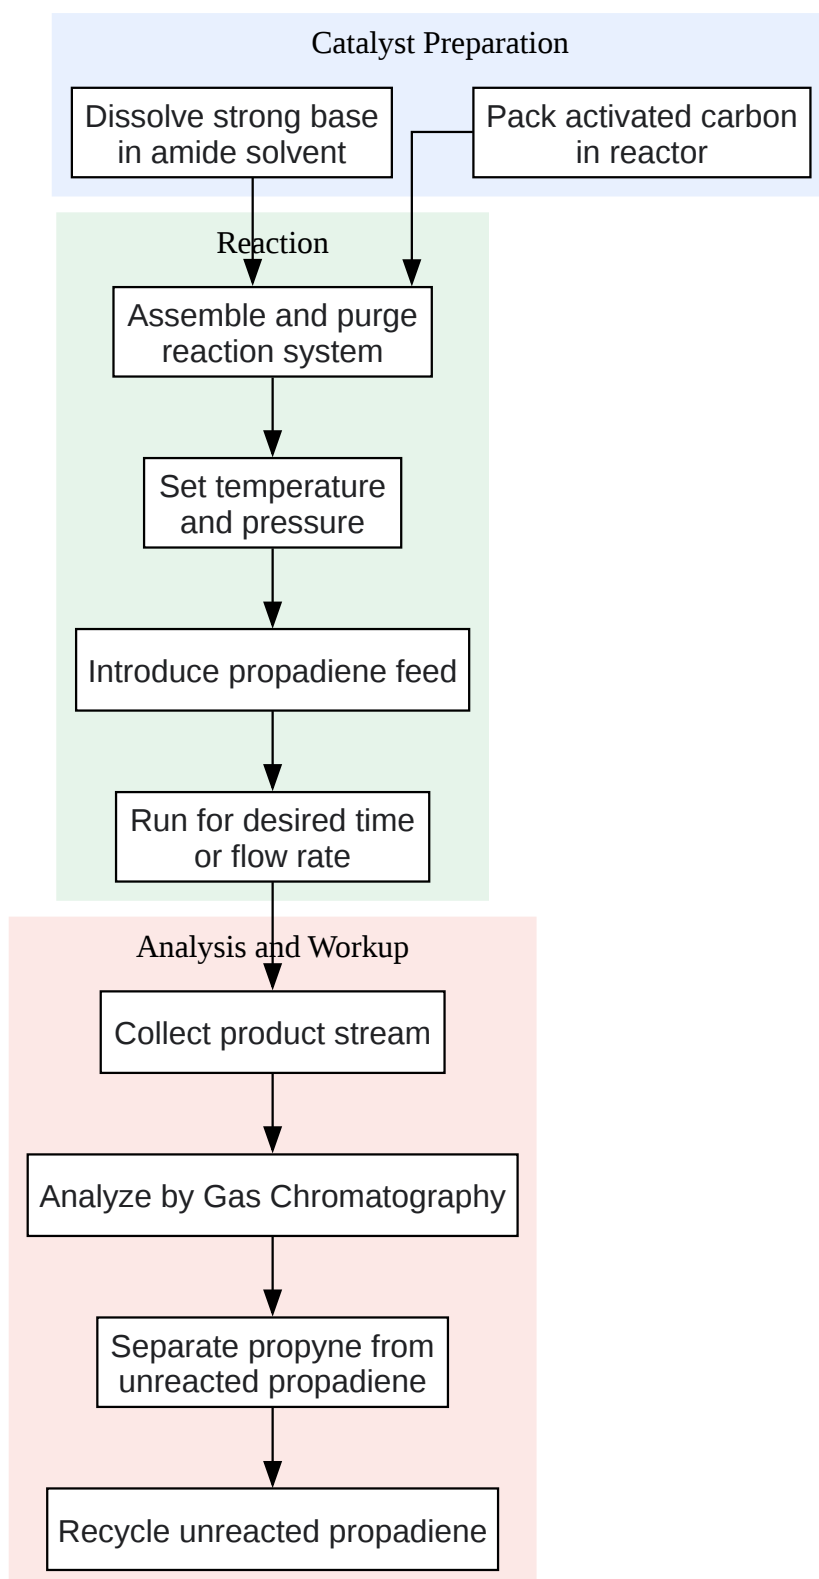 Catalyst Preparation
Dissolve strong base
in amide solvent
Pack activated carbon
in reactor
Reaction
Assemble and purge
reaction system
Set temperature
and pressure
Introduce propadiene feed
Run for desired time
or flow rate
Analysis and Workup
Collect product stream
Analyze by Gas Chromatography
Separate propyne from
unreacted propadiene
Recycle unreacted propadiene